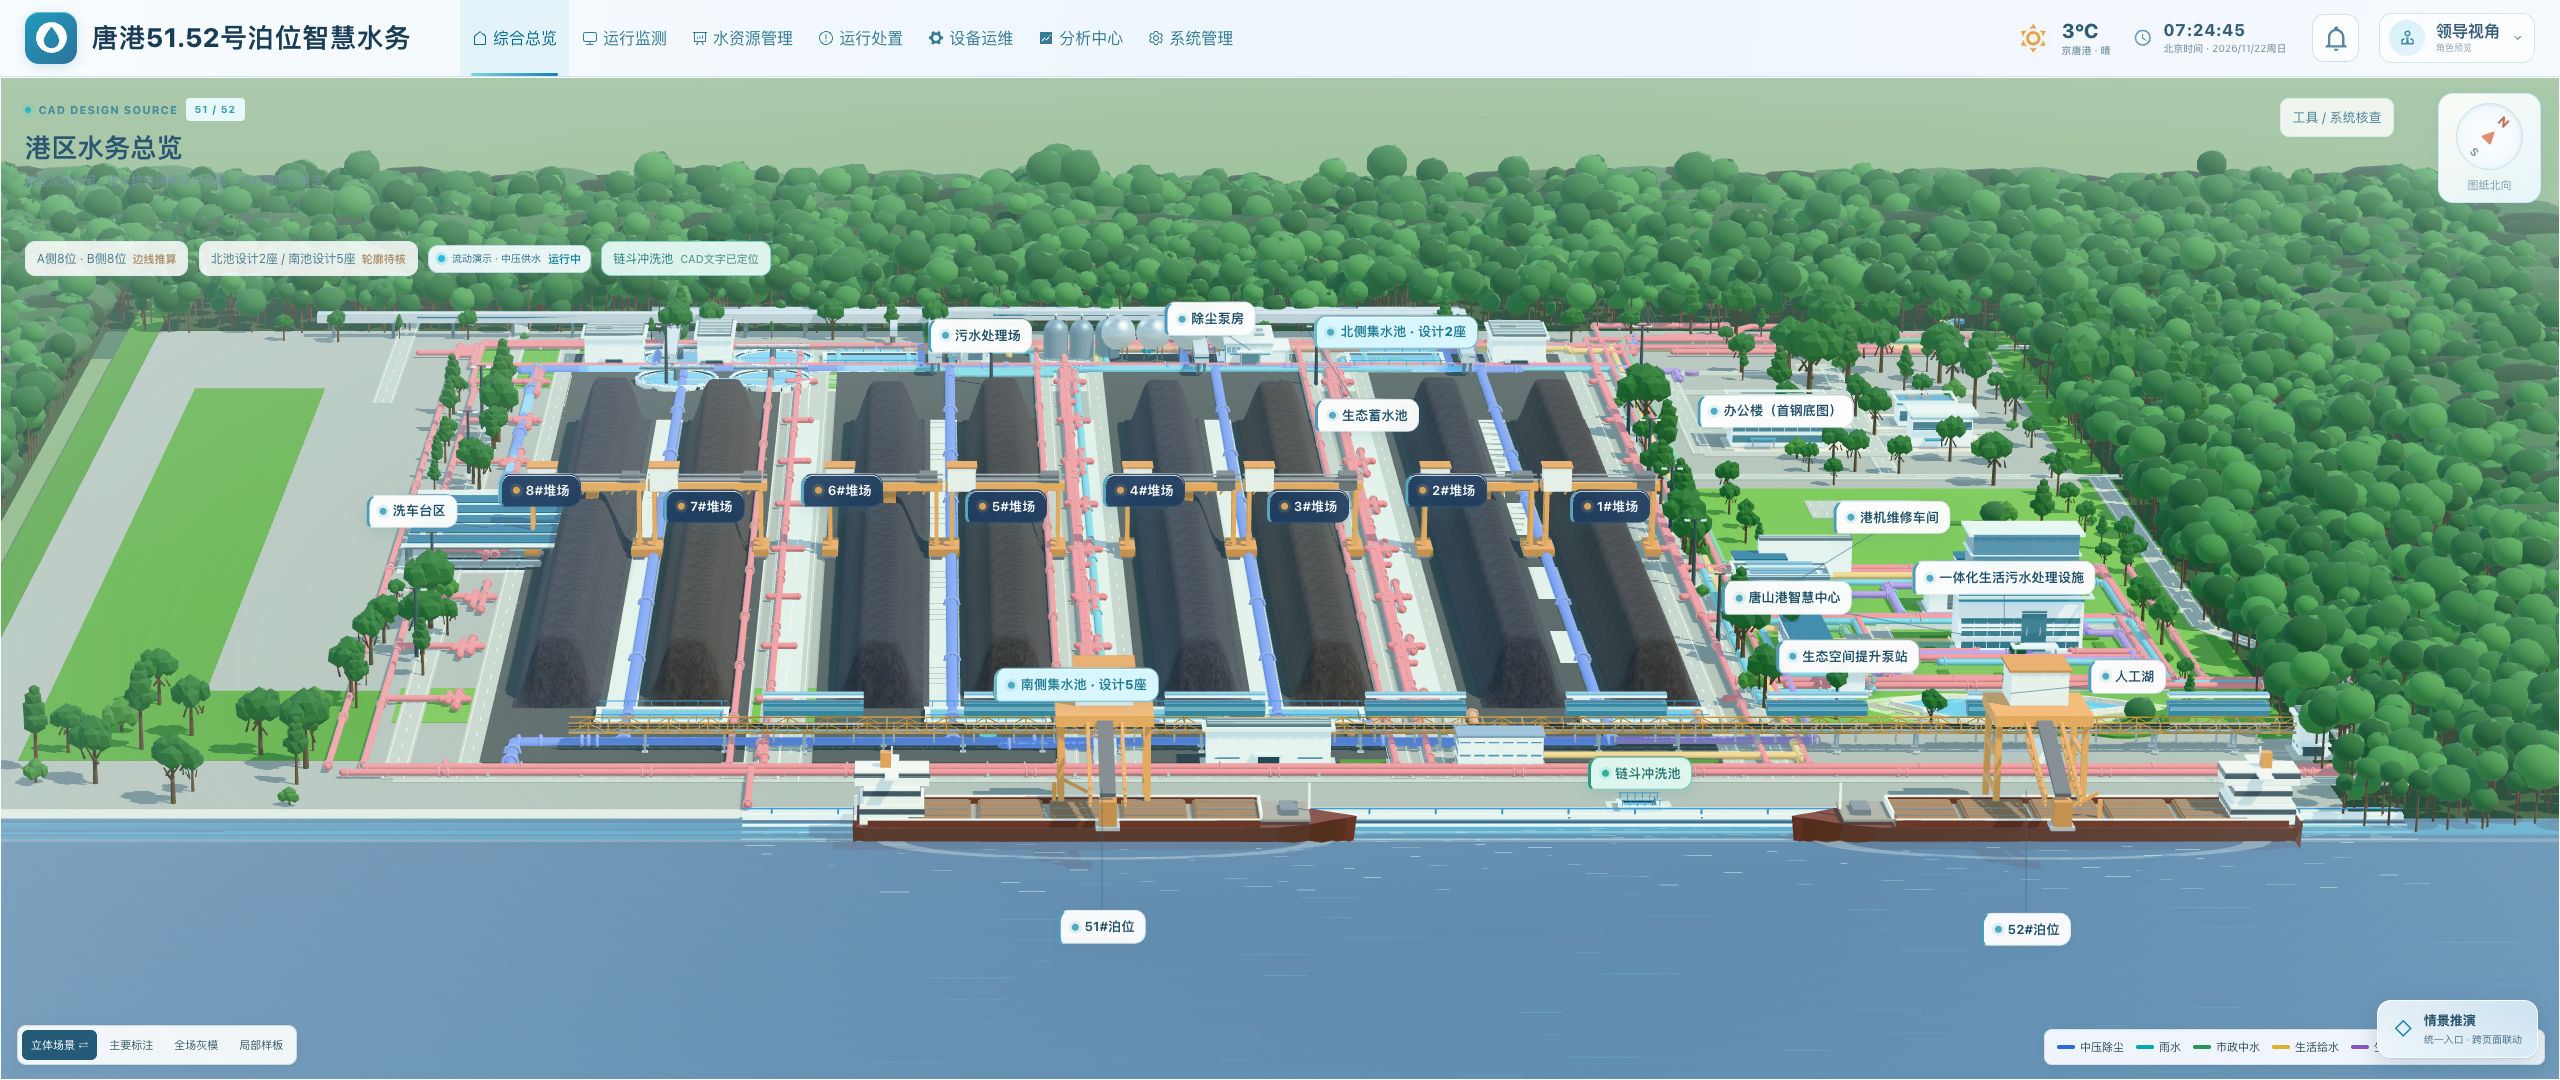 唐港51.52号泊位智慧水务
综合总览
运行监测
水资源管理
运行处置
设备运维
分析中心
系统管理
3°C
京唐港 · 晴
07:24:45
北京时间 · 2026/11/22周日
领导视角
角色预览
CAD DESIGN SOURCE
51 / 52
港区水务总览
工具 / 系统核查
N
S
图纸北向
A侧8位 · B侧8位 边线推算
北池设计2座 / 南池设计5座 轮廓待核
流动演示 · 中压供水 运行中
链斗冲洗池 CAD文字已定位
污水处理场
除尘泵房
北侧集水池 · 设计2座
生态蓄水池
办公楼（首钢底图）
洗车台区
8#堆场
7#堆场
6#堆场
5#堆场
4#堆场
3#堆场
2#堆场
1#堆场
港机维修车间
一体化生活污水处理设施
唐山港智慧中心
生态空间提升泵站
人工湖
南侧集水池 · 设计5座
链斗冲洗池
51#泊位
52#泊位
立体场景
主要标注
全场灰模
局部样板
中压除尘
雨水
市政中水
生活给水
情景推演
统一入口 · 跨页面联动